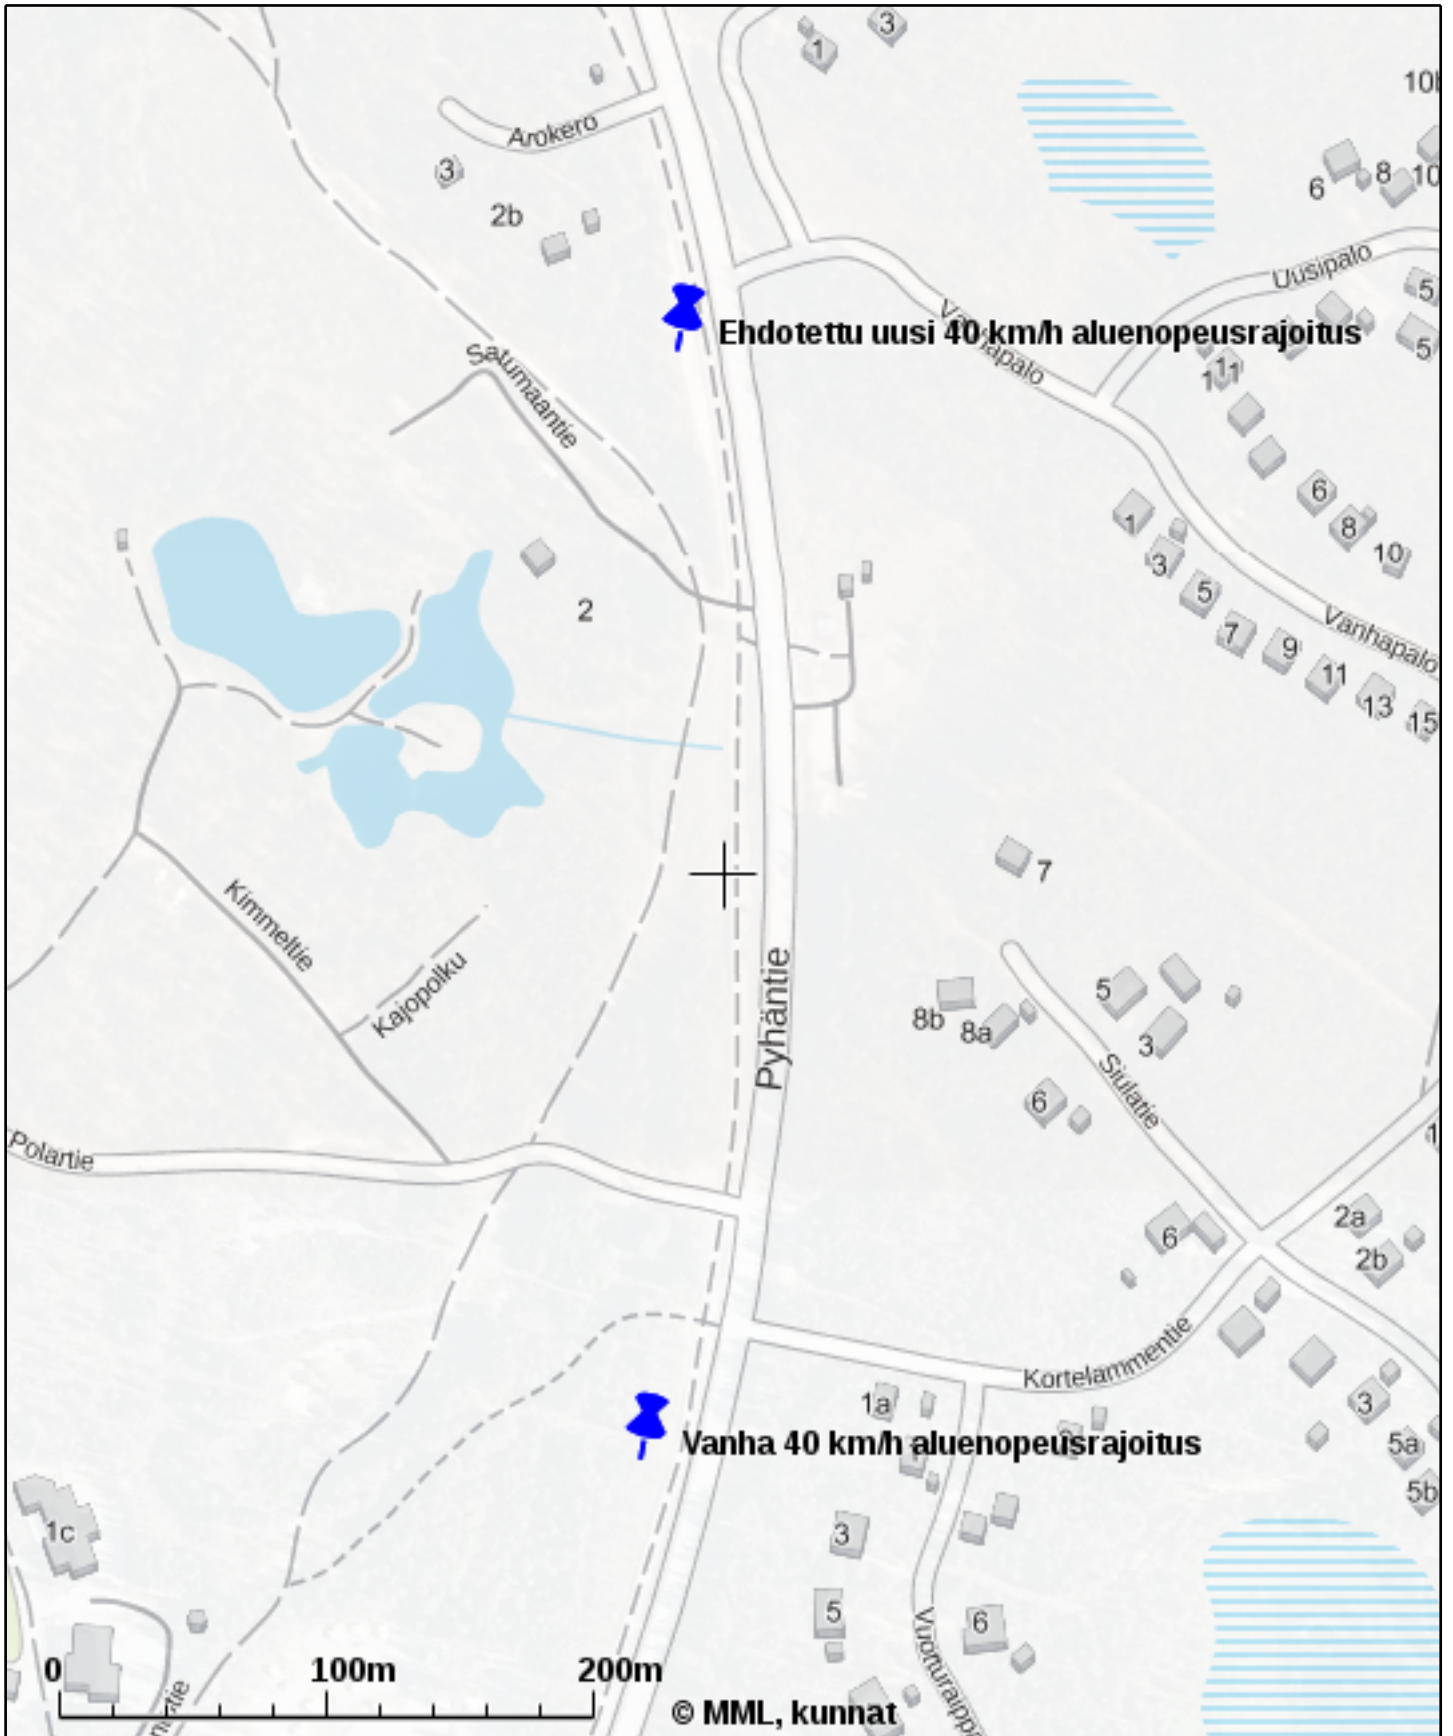 1
3
10
Arokero
3
2b
6
8
10
Uusipalo
5
Ehdotettu uusi 40 km/h aluenopeusrajoitus
Vanhapalo
5
11
Satumaantie
6
1
8
3
10
5
2
7
Vanhapalo
9
11
13
15
7
Kimmeltie
Kajopolku
Pyhäntie
5
8b
8a
3
6
Siulatie
Polartie
2a
6
2b
Kortelammentie
1a
3
Vanha 40 km/h aluenopeusrajoitus
5a
5b
1c
3
5
6
0
100m
200m
© MML, kunnat